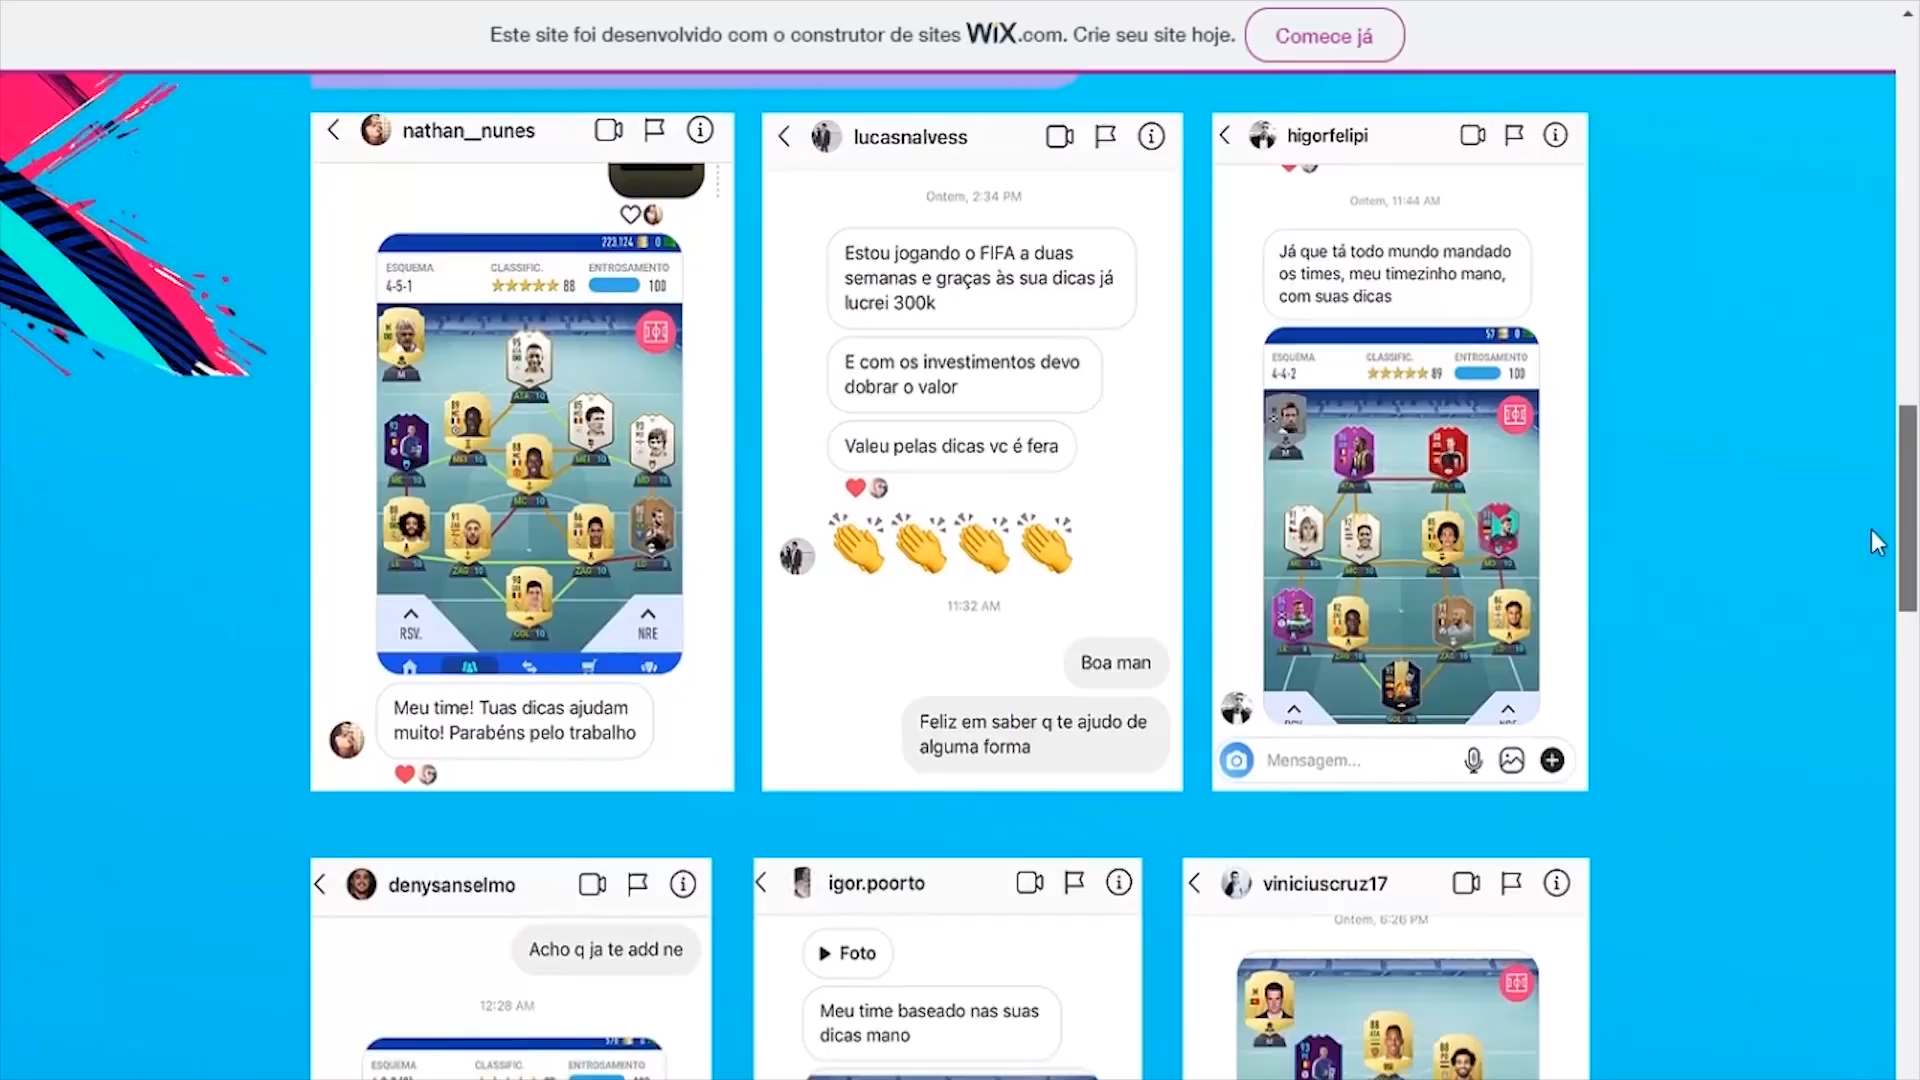 Este site foi desenvolvido com o construtor de sites WiX.com. Crie seu site hoje.
Comece já
nathan__nunes
223.124 0
ESQUEMA CLASSIFIC. ENTROSAMENTO
4-5-1 88 100
RSV. NRE
Meu time! Tuas dicas ajudam
muito! Parabéns pelo trabalho
lucasnalvess
Ontem, 2:34 PM
Estou jogando o FIFA a duas
semanas e graças às sua dicas já
lucrei 300k
E com os investimentos devo
dobrar o valor
Valeu pelas dicas vc é fera
11:32 AM
Boa man
Feliz em saber q te ajudo de
alguma forma
higorfelipi
Ontem, 11:44 AM
Já que tá todo mundo mandado
os times, meu timezinho mano,
com suas dicas
57 0
ESQUEMA CLASSIFIC. ENTROSAMENTO
4-4-2 89 100
Mensagem...
denysanselmo
Acho q ja te add ne
12:28 AM
ESQUEMA CLASSIFIC. ENTROSAMENTO
igor.poorto
Foto
Meu time baseado nas suas
dicas mano
viniciuscruz17
Ontem, 6:26 PM